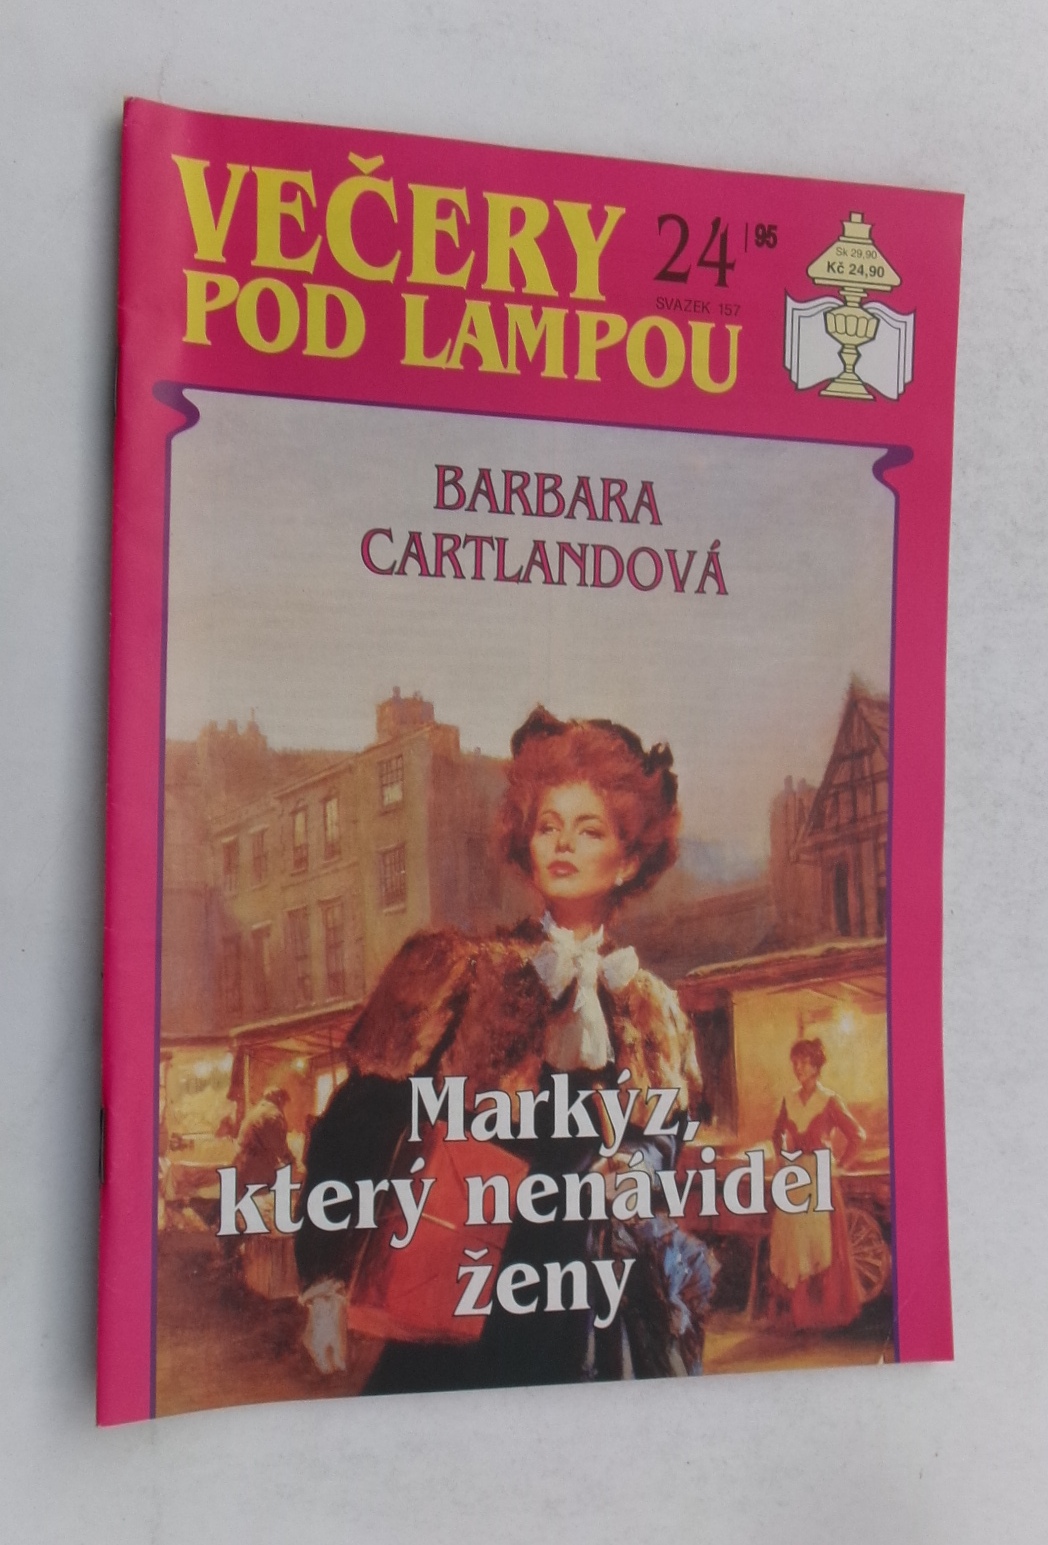 VEČERY
POD LAMPOU
24 | 95
SVAZEK 157
Sk 29,90
Kč 24,90
BARBARA
CARTLANDOVÁ
Markýz,
který nenáviděl
ženy